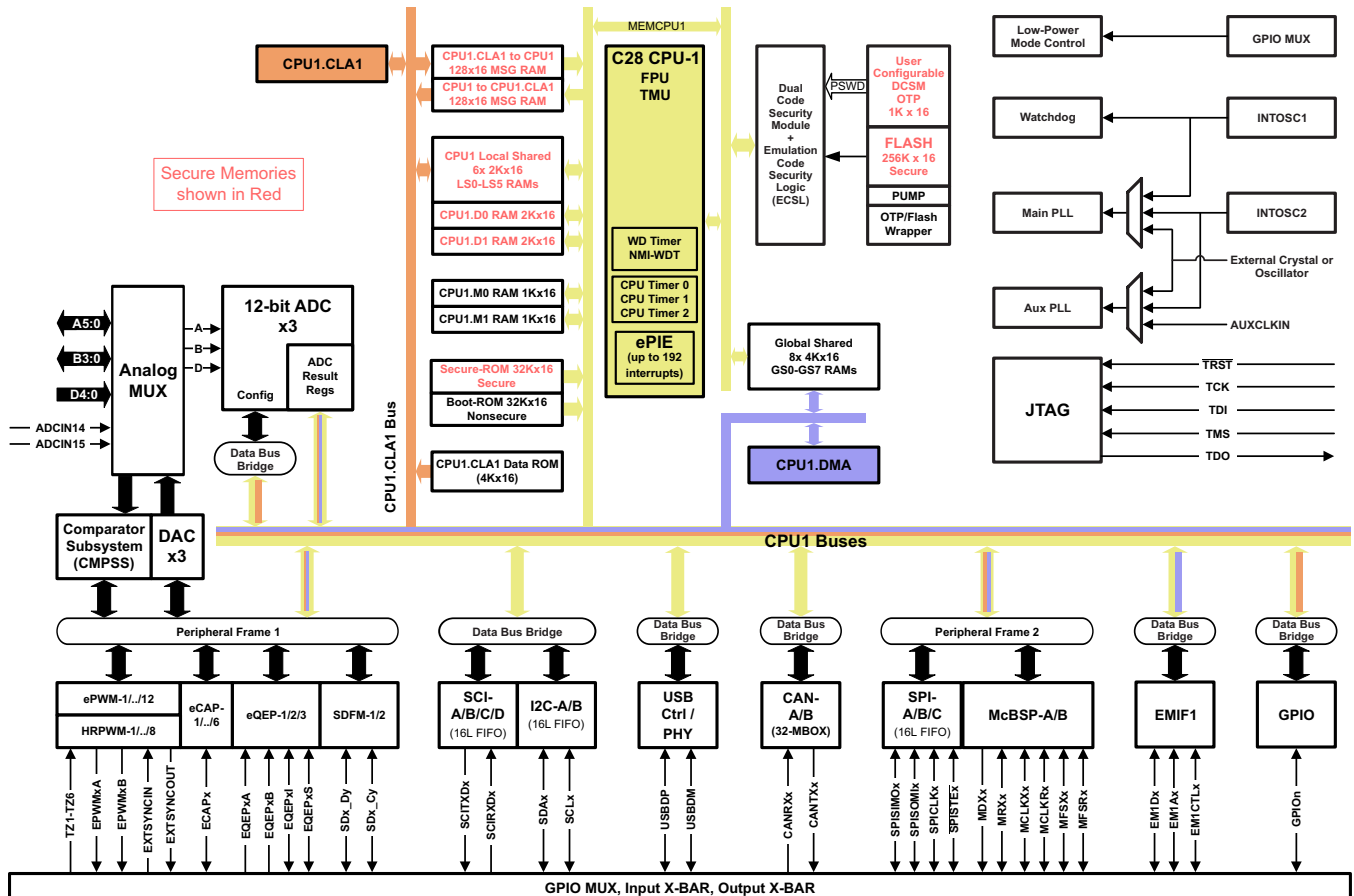 MEMCPU1
CPU1.CLA1
CPU1.CLA1 to CPU1
128x16 MSG RAM
CPU1 to CPU1.CLA1
128x16 MSG RAM
CPU1 Local Shared
6x 2Kx16
LS0-LS5 RAMs
CPU1.D0 RAM 2Kx16
CPU1.D1 RAM 2Kx16
CPU1.M0 RAM 1Kx16
CPU1.M1 RAM 1Kx16
Secure-ROM 32Kx16
Secure
Boot-ROM 32Kx16
Nonsecure
CPU1.CLA1 Data ROM
(4Kx16)
CPU1.CLA1 Bus
Secure Memories
shown in Red
C28 CPU-1
FPU
TMU
WD Timer
NMI-WDT
CPU Timer 0
CPU Timer 1
CPU Timer 2
ePIE
(up to 192
interrupts)
Dual
Code
Security
Module
+
Emulation
Code
Security
Logic
(ECSL)
PSWD
User
Configurable
DCSM
OTP
1K x 16
FLASH
256K x 16
Secure
PUMP
OTP/Flash
Wrapper
Global Shared
8x 4Kx16
GS0-GS7 RAMs
CPU1.DMA
Low-Power
Mode Control
GPIO MUX
Watchdog
INTOSC1
Main PLL
INTOSC2
External Crystal or
Oscillator
Aux PLL
AUXCLKIN
JTAG
TRST
TCK
TDI
TMS
TDO
A5:0
B3:0
D4:0
ADCIN14
ADCIN15
Analog
MUX
A
B
D
12-bit ADC
x3
ADC
Result
Regs
Config
Data Bus
Bridge
Comparator
Subsystem
(CMPSS)
DAC
x3
CPU1 Buses
Peripheral Frame 1
Data Bus Bridge
Data Bus
Bridge
Data Bus
Bridge
Peripheral Frame 2
Data Bus
Bridge
Data Bus
Bridge
ePWM-1/../12
HRPWM-1/../8
eCAP-
1/../6
eQEP-1/2/3
SDFM-1/2
SCI-
A/B/C/D
(16L FIFO)
I2C-A/B
(16L FIFO)
USB
Ctrl /
PHY
CAN-
A/B
(32-MBOX)
SPI-
A/B/C
(16L FIFO)
McBSP-A/B
EMIF1
GPIO
TZ1-TZ6
EPWMxA
EPWMxB
EXTSYNCIN
EXTSYNCOUT
ECAPx
EQEPxA
EQEPxB
EQEPxI
EQEPxS
SDx_Dy
SDx_Cy
SCITXDx
SCIRXDx
SDAx
SCLx
USBDP
USBDM
CANRXx
CANTXx
SPISIMOx
SPISOMIx
SPICLKx
SPISTEx
MDXx
MRXx
MCLKXx
MCLKRx
MFSXx
MFSRx
EM1Dx
EM1Ax
EM1CTLx
GPIOn
GPIO MUX, Input X-BAR, Output X-BAR